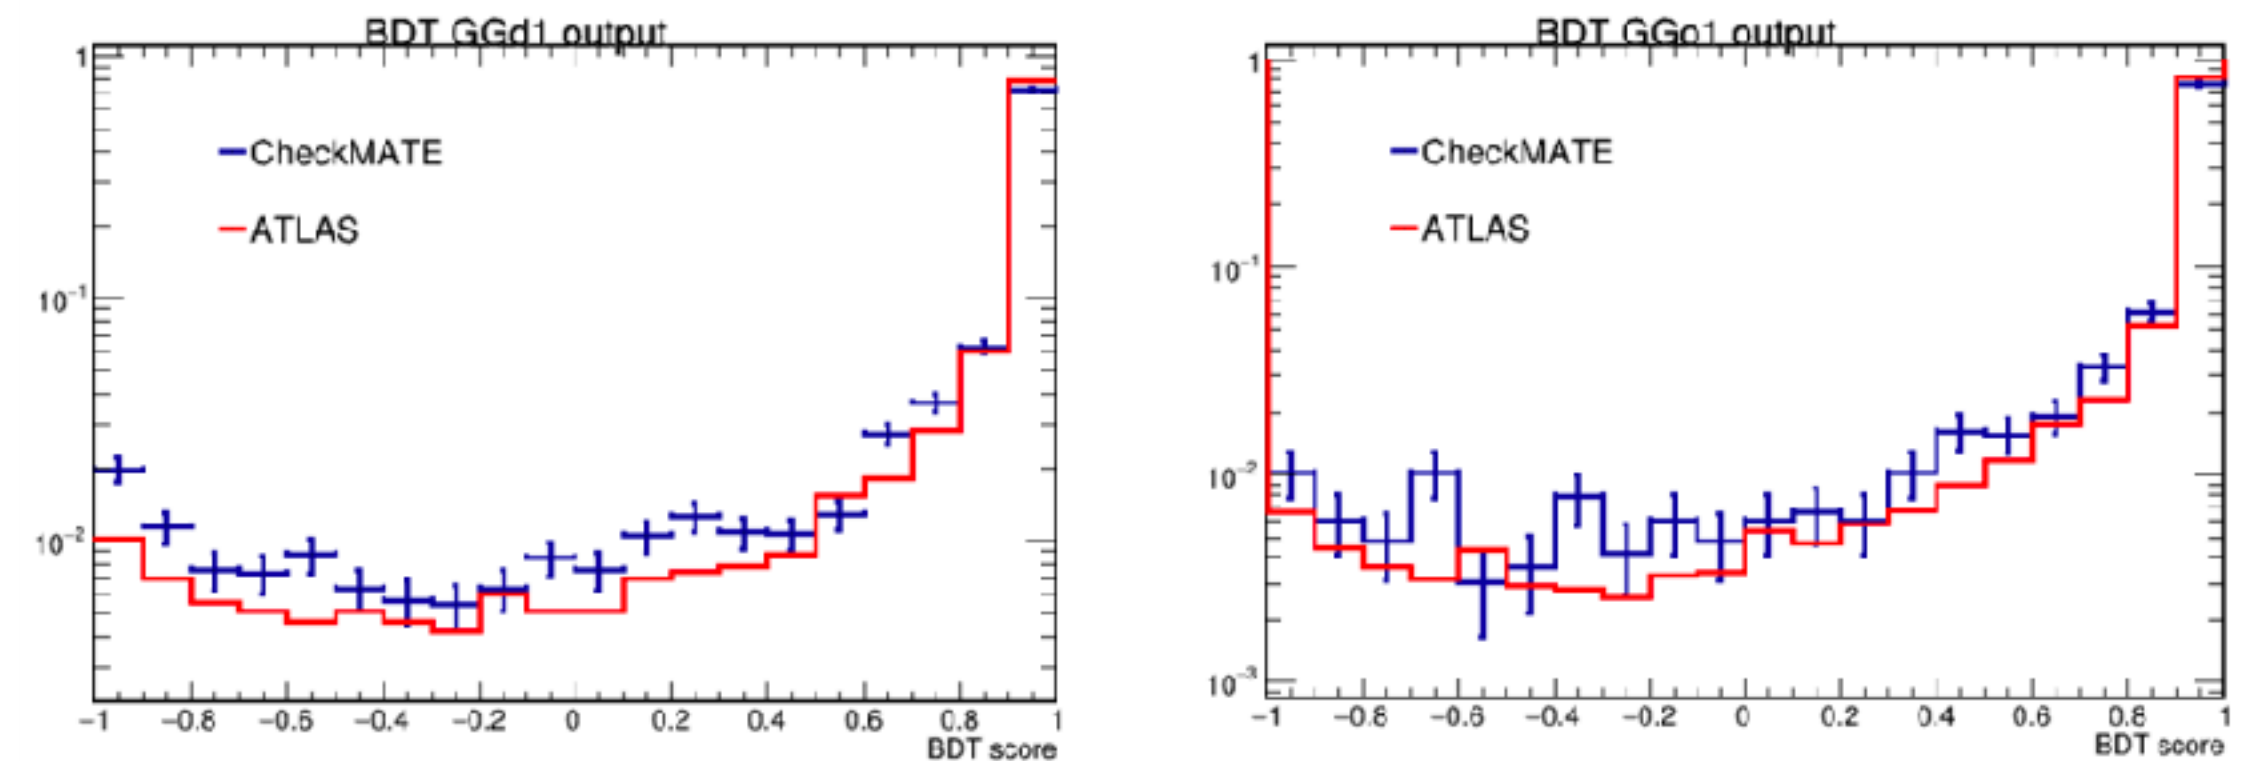 BDT GGd1 output
1
CheckMATE
ATLAS
10⁻¹
10⁻²
−1 −0.8 −0.6 −0.4 −0.2 0 0.2 0.4 0.6 0.8 1
BDT score
BDT GGo1 output
1
CheckMATE
ATLAS
10⁻¹
10⁻²
10⁻³
−1 −0.8 −0.6 −0.4 −0.2 0 0.2 0.4 0.6 0.8 1
BDT score